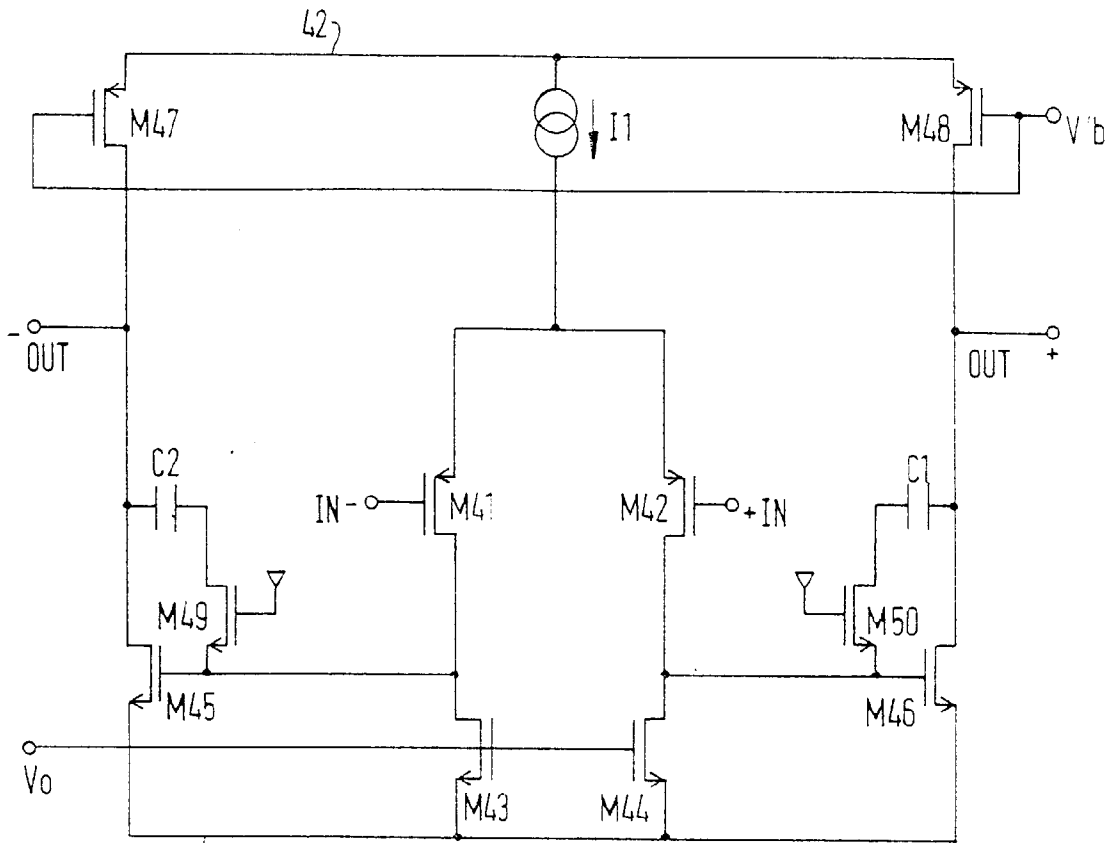 42
M47
I1
M48
V'b
- OUT
OUT +
C2
C1
IN -
M41
M42
+ IN
M49
M50
M45
M46
Vo
M43
M44